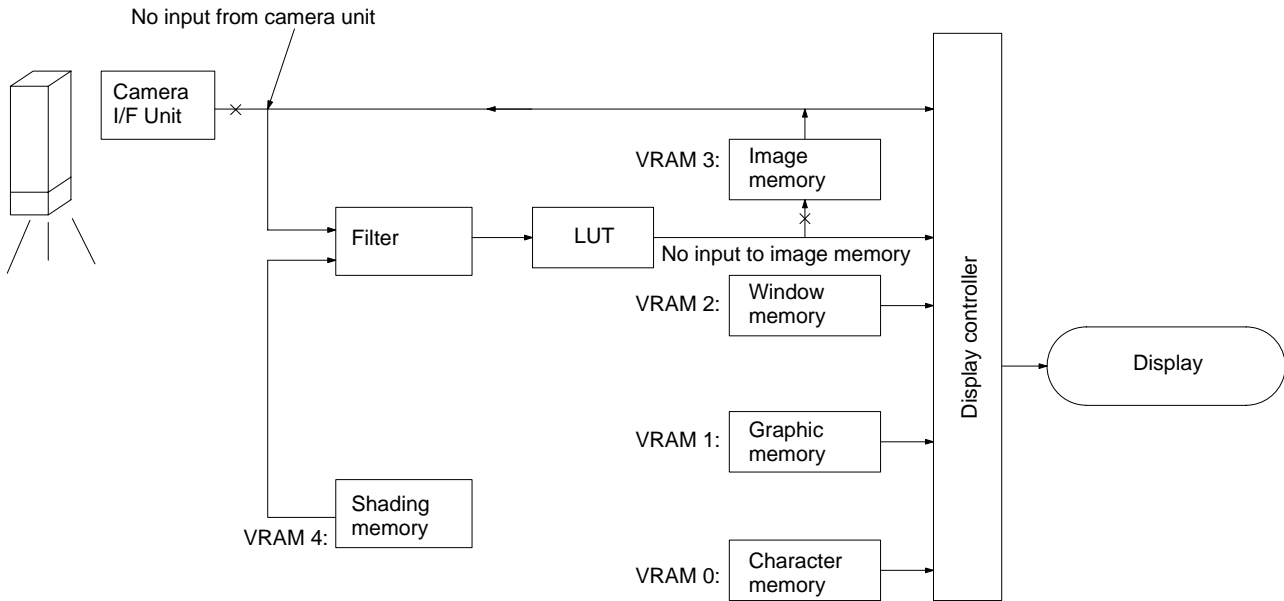 No input from camera unit
Camera
I/F Unit
VRAM 3:
Image
memory
Filter
LUT
No input to image memory
VRAM 2:
Window
memory
Display controller
Display
VRAM 1:
Graphic
memory
Shading
memory
VRAM 4:
VRAM 0:
Character
memory